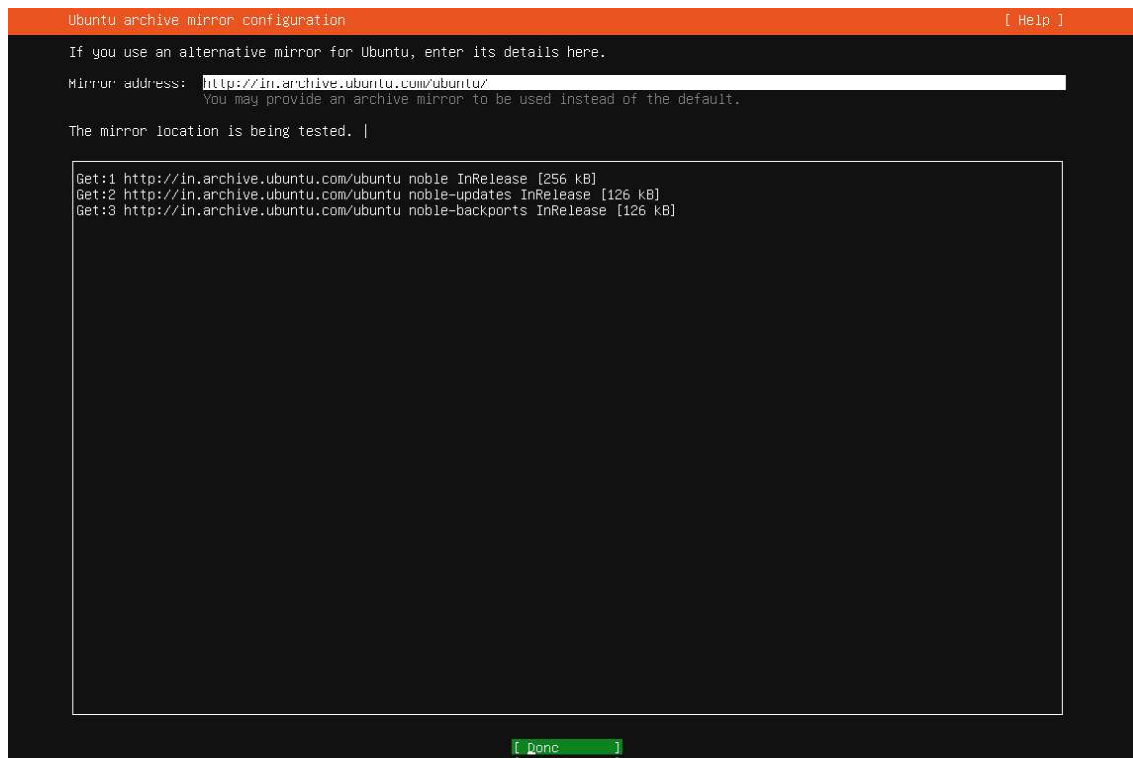 Ubuntu archive mirror configuration [ Help ]
If you use an alternative mirror for Ubuntu, enter its details here.
Mirror address: http://in.archive.ubuntu.com/ubuntu/
You may provide an archive mirror to be used instead of the default.
The mirror location is being tested. |
Get:1 http://in.archive.ubuntu.com/ubuntu noble InRelease [256 kB]
Get:2 http://in.archive.ubuntu.com/ubuntu noble-updates InRelease [126 kB]
Get:3 http://in.archive.ubuntu.com/ubuntu noble-backports InRelease [126 kB]
[ Done ]